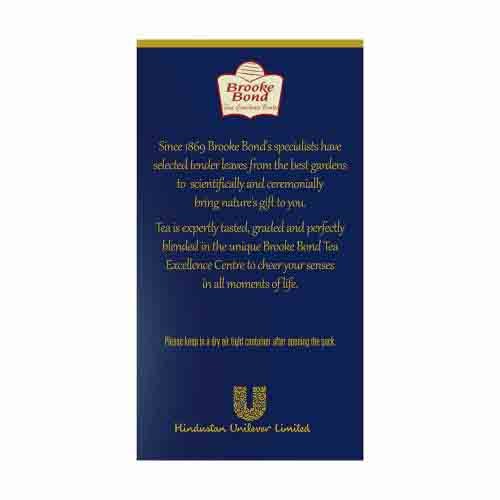 Brooke
Bond
Tea Excellence Centre
Since 1869 Brooke Bond's specialists have
selected tender leaves from the best gardens
to scientifically and ceremonially
bring nature's gift to you.
Tea is expertly tasted, graded and perfectly
blended in the unique Brooke Bond Tea
Excellence Centre to cheer your senses
in all moments of life.
Please keep in a dry air tight container after opening the pack.
Hindustan Unilever Limited